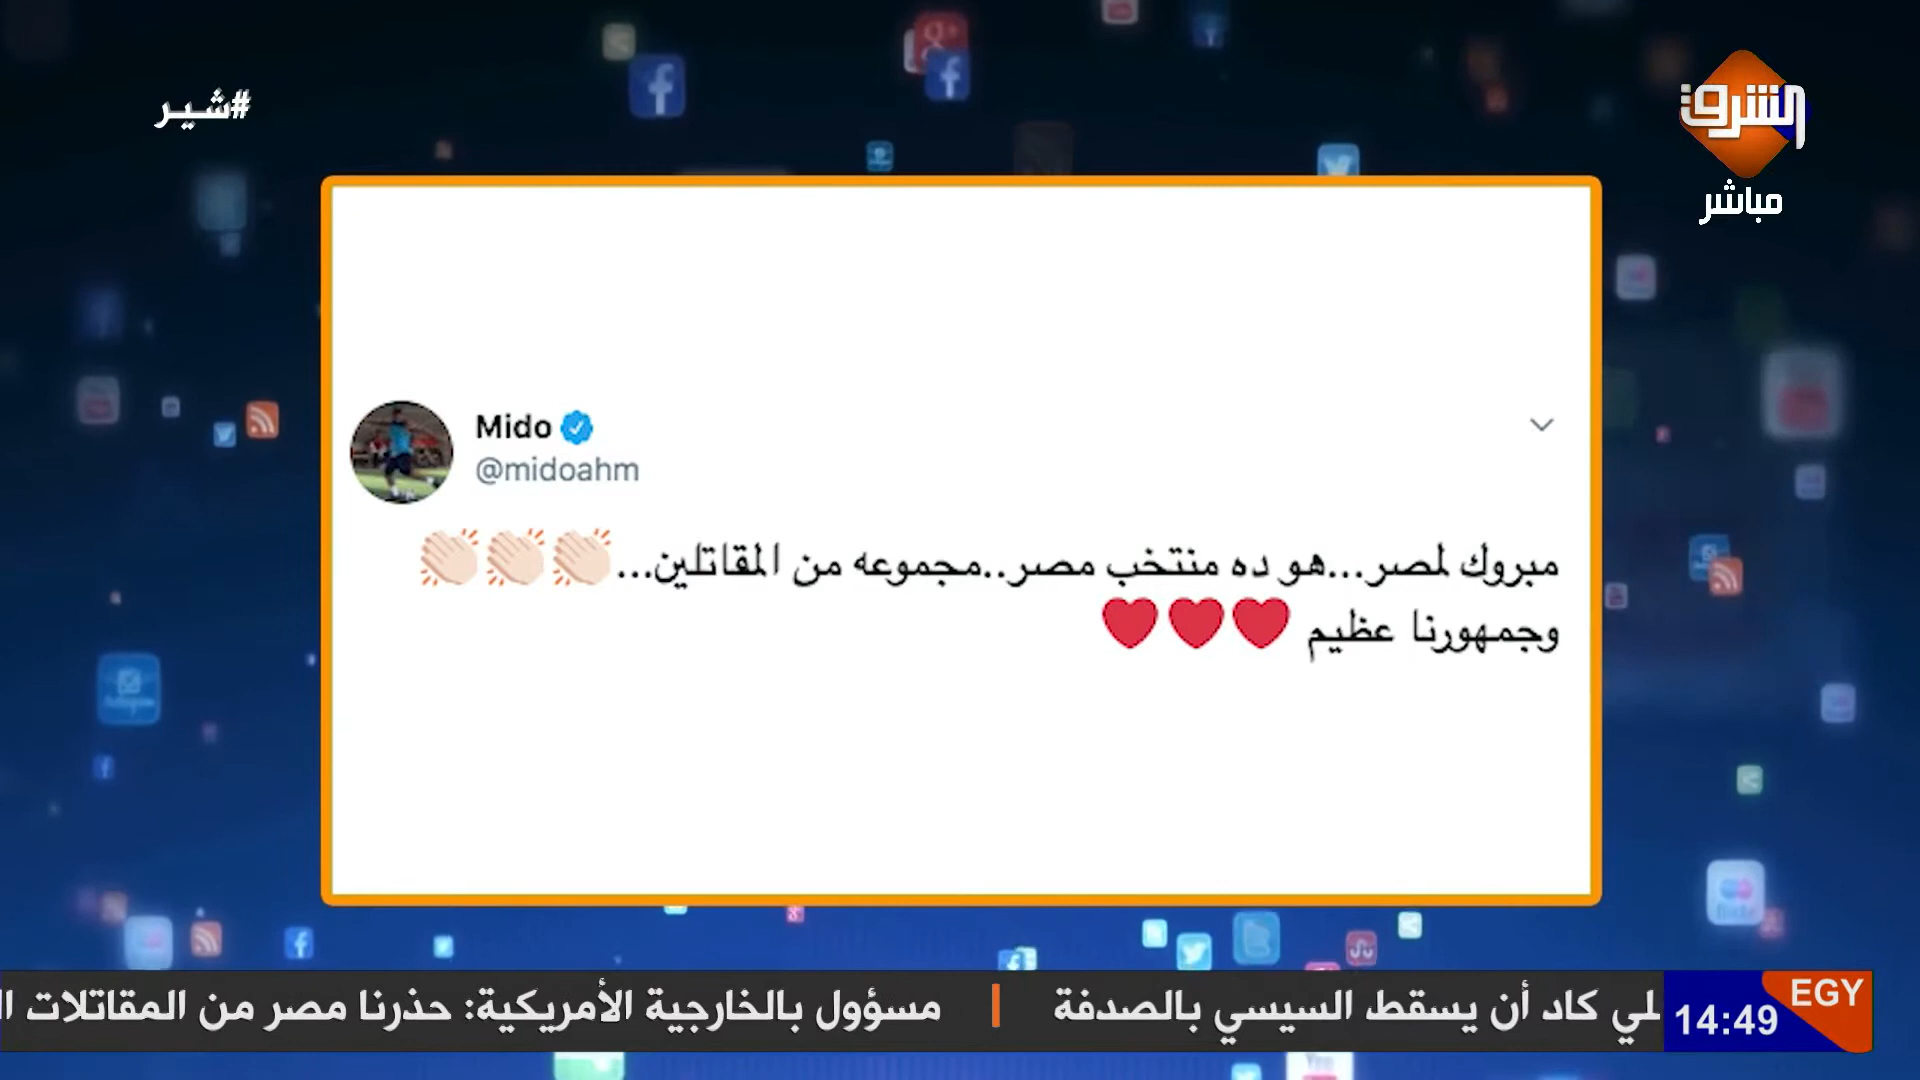 #شير
الشرق
مباشر
Mido
@midoahm
مبروك لمصر...هو ده منتخب مصر..مجموعه من المقاتلين...👏🏻👏🏻👏🏻
وجمهورنا عظيم ❤️❤️❤️
EGY
14:49
لي كاد أن يسقط السيسي بالصدفة | مسؤول بالخارجية الأمريكية: حذرنا مصر من المقاتلات ال